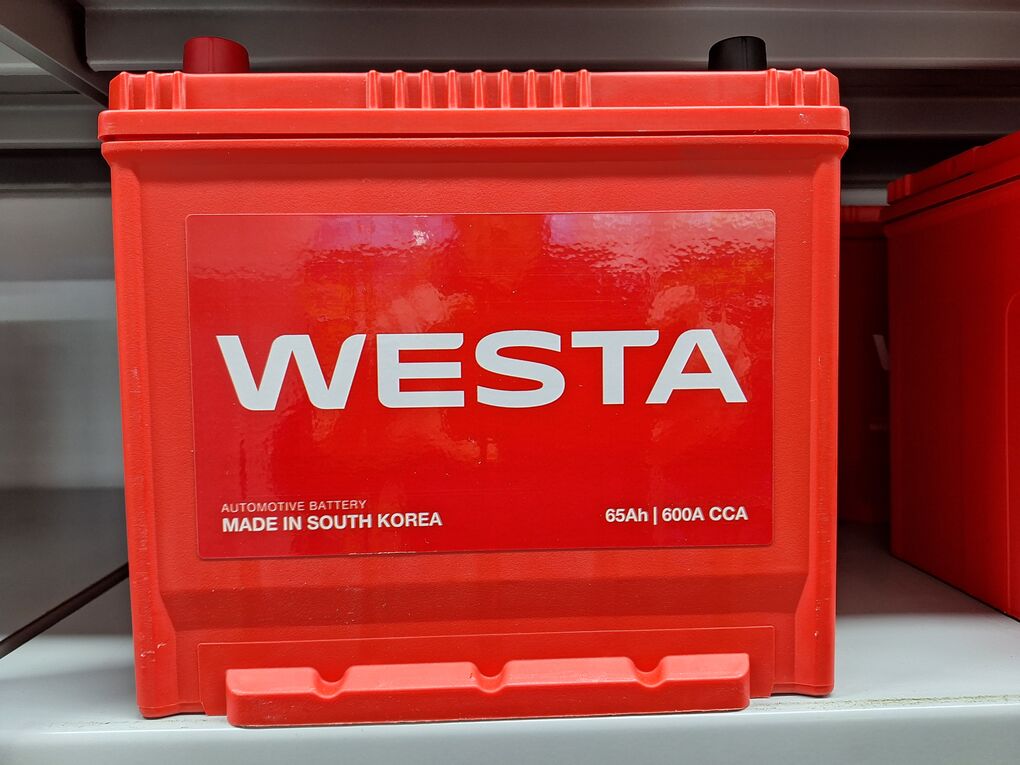 WESTA
AUTOMOTIVE BATTERY
MADE IN SOUTH KOREA
65Ah | 600A CCA